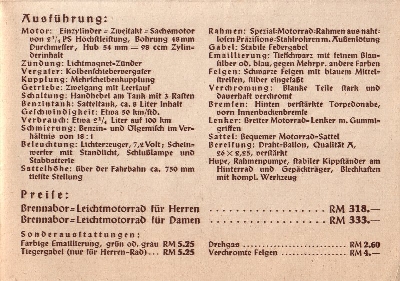 Ausführung:
Motor: Einzylinder=Zweitakt=Sachsmotor
von 2¼ PS Höchstleistung, Bohrung 48 mm
Durchmesser, Hub 54 mm — 98 ccm Zylin-
derinhalt
Zündung: Lichtmagnet-Zünder
Vergaser: Kolbenschiebervergaser
Kupplung: Mehrscheibenkupplung
Getriebe: Zweigang mit Leerlauf
Schaltung: Handhebel am Tank mit 3 Rasten
Benzintank: Satteltank, ca. 8 Liter Inhalt
Geschwindigkeit: Etwa 50 km/Std.
Verbrauch: Etwa 2¼ Liter auf 100 km
Schmierung: Benzin- und Ölgemisch im Ver-
hältnis von 18 : 1
Beleuchtung: Lichterzeuger, 7,2 Volt; Schein-
werfer mit Standlicht, Schlußlampe und
Stabbatterie
Sattelhöhe: über der Fahrbahn ca. 750 mm
tiefste Stellung
Rahmen: Spezial-Motorrad-Rahmen aus naht-
losen Präzisions-Stahlrohren m. Außenlötung
Gabel: Stabile Federgabel
Emaillierung: Tiefschwarz mit feinem Blau-
silber od. blau, gegen Mehrpr. andere Farben
Felgen: Schwarze Felgen mit blauem Mittel-
streifen, silber eingefaßt
Verchromung: Blanke Teile stark und
dauerhaft verchromt
Bremsen: Hinten verstärkte Torpedonabe,
vorn Innenbackenbremse
Lenker: Breiter Motorrad-Lenker m. Gummi-
griffen
Sattel: Bequemer Motorrad-Sattel
Bereifung: Draht-Ballon, Qualität A,
26 × 2,25, verstärkt
Hupe, Rahmenpumpe, stabiler Kippständer am
Hinterrad und Gepäckträger, Blechkasten
mit kompl. Werkzeug
Preise:
Brennabor=Leichtmotorrad für Herren . . . . . . . . . . . . . . RM 318.—
Brennabor=Leichtmotorrad für Damen . . . . . . . . . . . . . . RM 333.—
Sonderausstattungen:
Farbige Emaillierung, grün od. grau RM 5.25
Tiegergabel (nur für Herren-Rad) . . . RM 5.25
Drehgas . . . . . . . . . . . . . . RM 2.60
Verchromte Felgen . . . . . . . . . RM 4.—